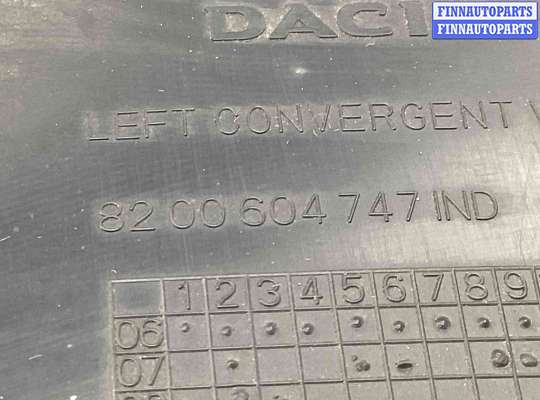 FINNAUTOPARTS
FINNAUTOPARTS
LEFT CONVERGENT
82 00 604 747 IND
1 2 3 4 5 6 7 8 9
06
07